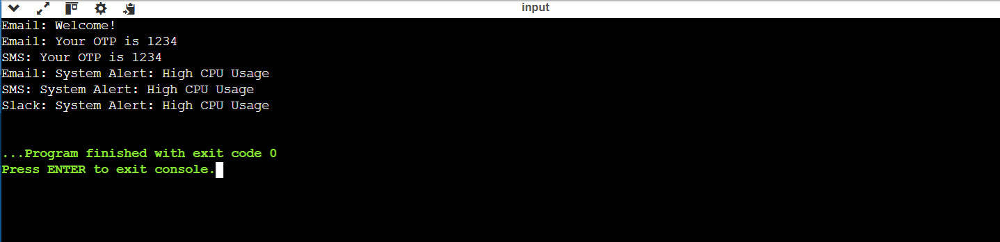 input
Email: Welcome!
Email: Your OTP is 1234
SMS: Your OTP is 1234
Email: System Alert: High CPU Usage
SMS: System Alert: High CPU Usage
Slack: System Alert: High CPU Usage
...Program finished with exit code 0
Press ENTER to exit console.